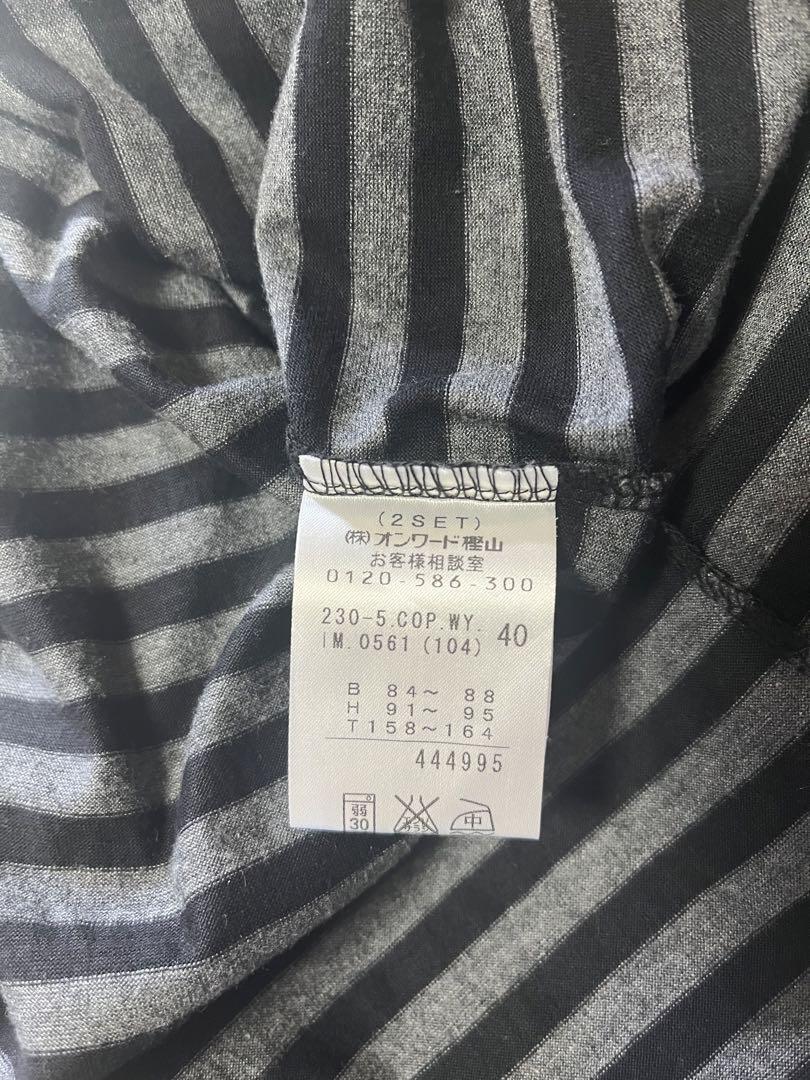 (2SET)
㈱オンワード樫山
お客様相談室
0120-586-300
230-5.COP.WY. 40
IM.0561 (104)
B 84〜 88
H 91〜 95
T158〜164
444995
弱 中
30